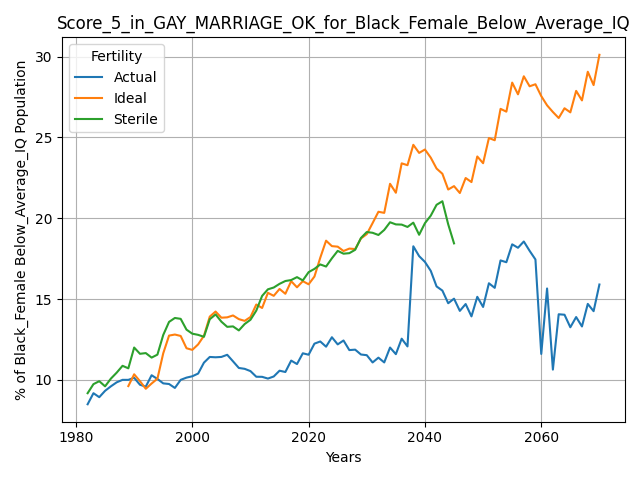 Score_5_in_GAY_MARRIAGE_OK_for_Black_Female_Below_Average_IQ
Fertility
Actual
Ideal
Sterile
% of Black_Female Below_Average_IQ Population
30
25
20
15
10
1980
2000
2020
2040
2060
Years